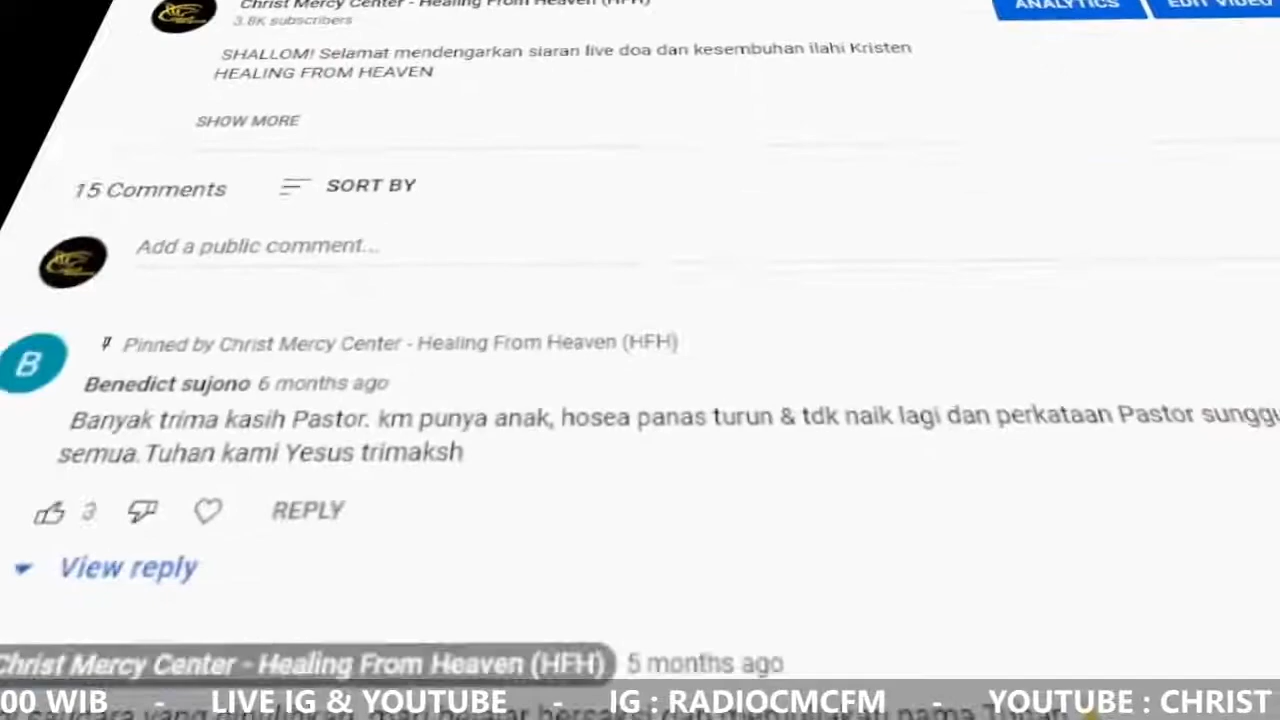 Christ Mercy Center - Healing From Heaven (HFH)
3.8K subscribers
ANALYTICS
EDIT VIDEO
SHALLOM! Selamat mendengarkan siaran live doa dan kesembuhan ilahi Kristen
HEALING FROM HEAVEN
SHOW MORE
15 Comments
SORT BY
Add a public comment...
B
Pinned by Christ Mercy Center - Healing From Heaven (HFH)
Benedict sujono 6 months ago
Banyak trima kasih Pastor. km punya anak, hosea panas turun & tdk naik lagi dan perkataan Pastor sunggu
semua. Tuhan kami Yesus trimaksh
3
REPLY
View reply
Christ Mercy Center - Healing From Heaven (HFH) 5 months ago
00 WIB - LIVE IG & YOUTUBE - IG : RADIOCMCFM - YOUTUBE : CHRIST